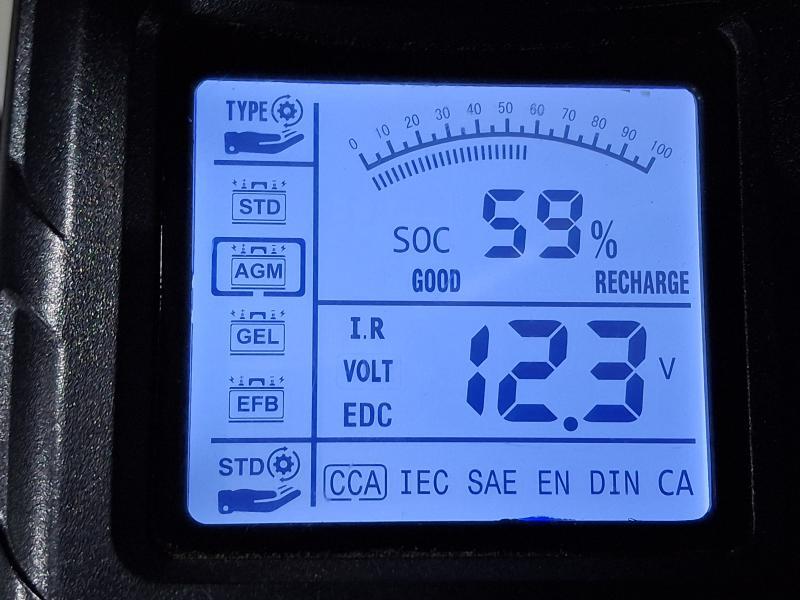 TYPE
0 10 20 30 40 50 60 70 80 90 100
STD
AGM
GEL
EFB
SOC 59 %
GOOD RECHARGE
I.R
VOLT
EDC
12.3 V
STD
CCA IEC SAE EN DIN CA